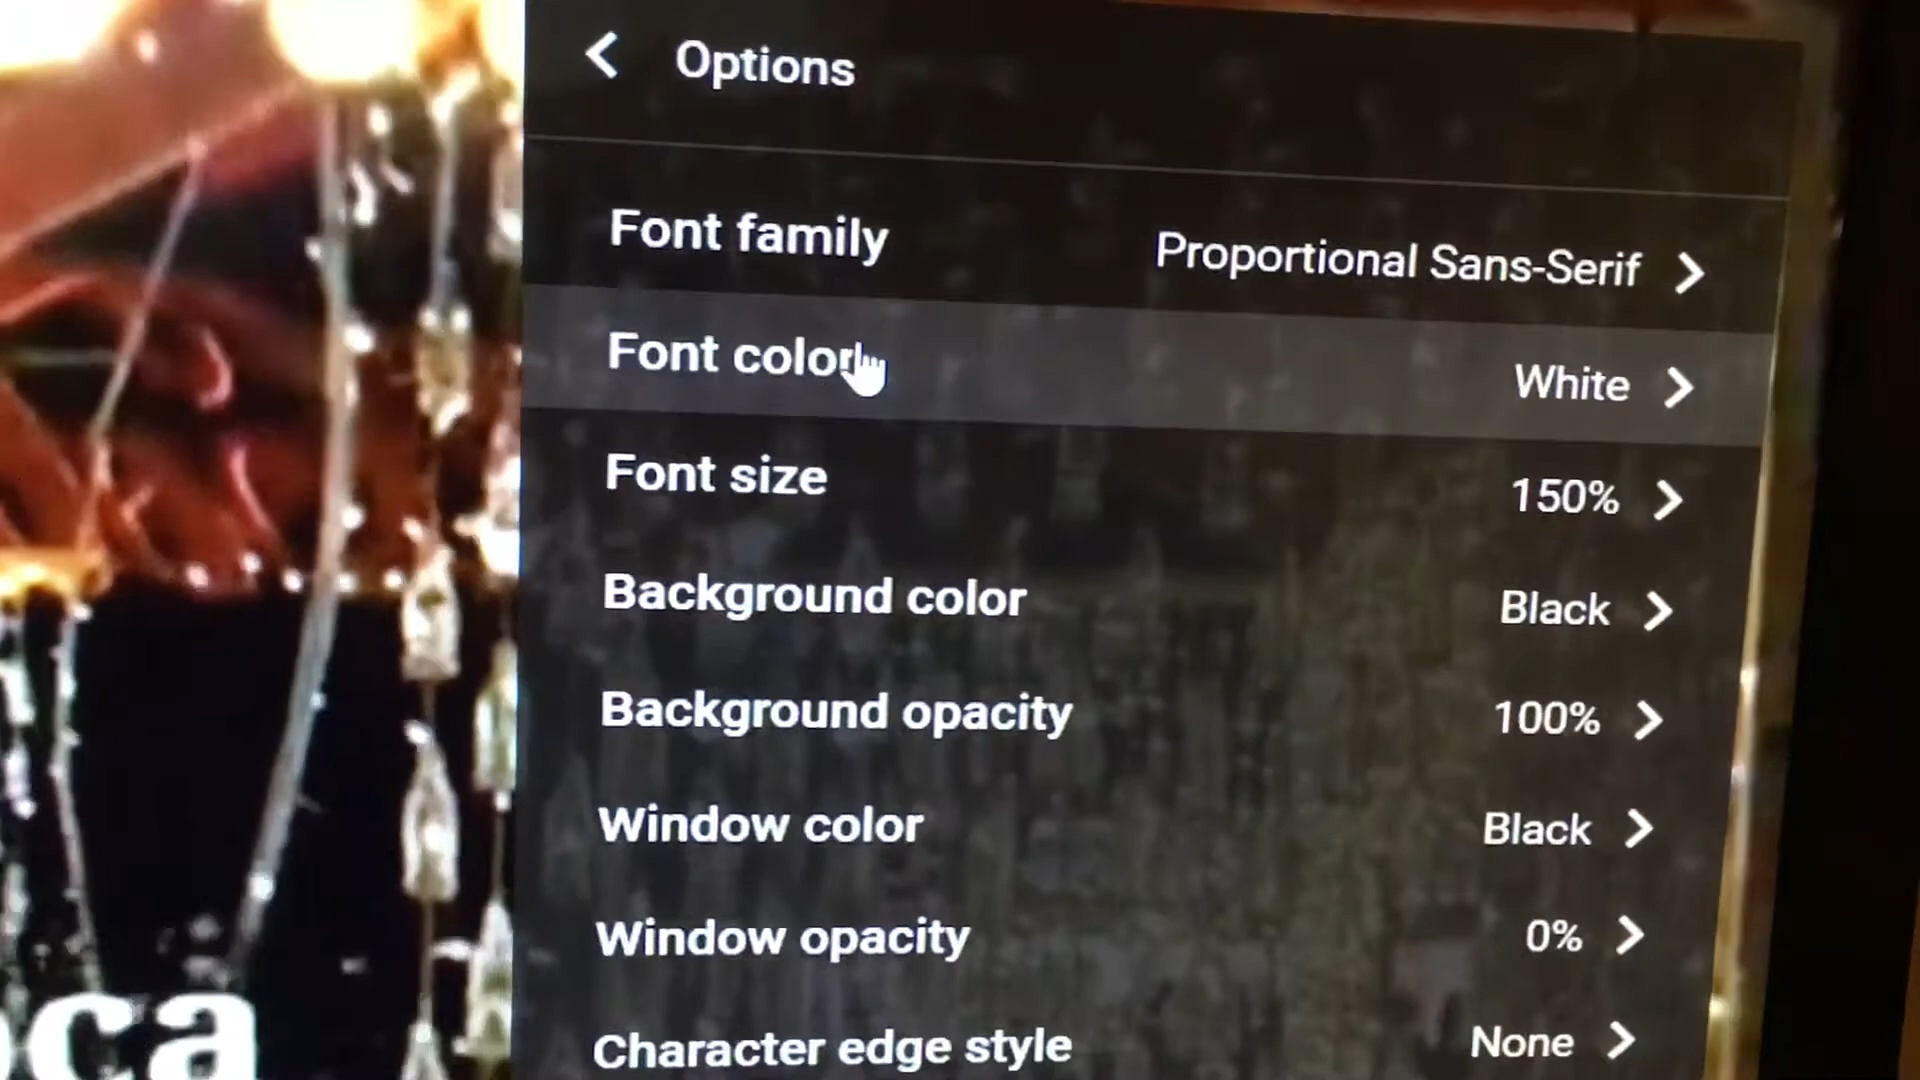 Options
Font family Proportional Sans-Serif
Font color White
Font size 150%
Background color Black
Background opacity 100%
Window color Black
Window opacity 0%
Character edge style None
oca